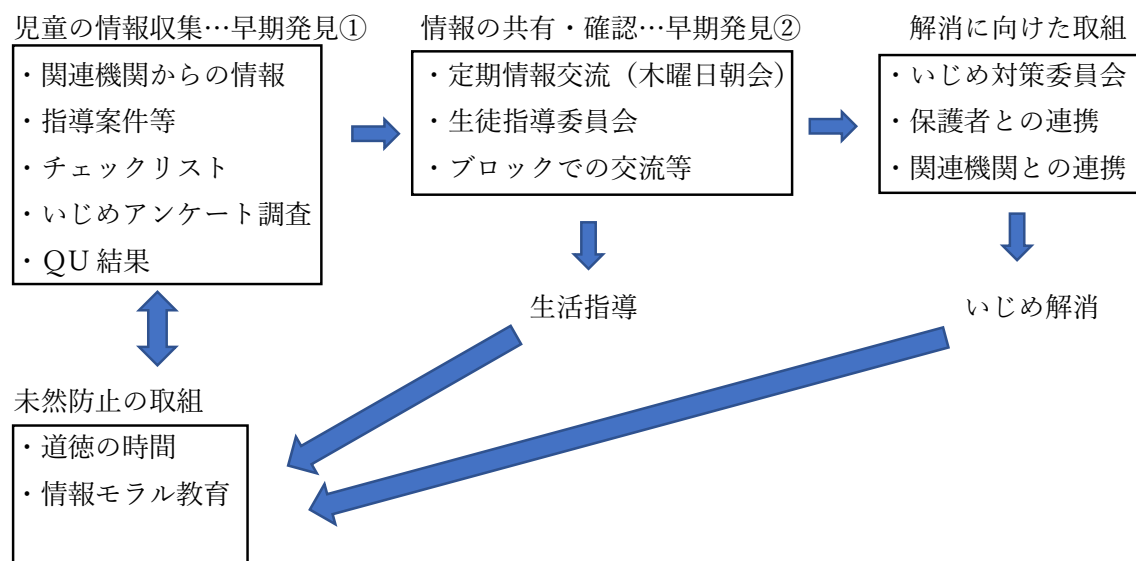 児童の情報収集…早期発見①
・関連機関からの情報
・指導案件等
・チェックリスト
・いじめアンケート調査
・QU結果
情報の共有・確認…早期発見②
・定期情報交流（木曜日朝会）
・生徒指導委員会
・ブロックでの交流等
解消に向けた取組
・いじめ対策委員会
・保護者との連携
・関連機関との連携
生活指導
いじめ解消
未然防止の取組
・道徳の時間
・情報モラル教育